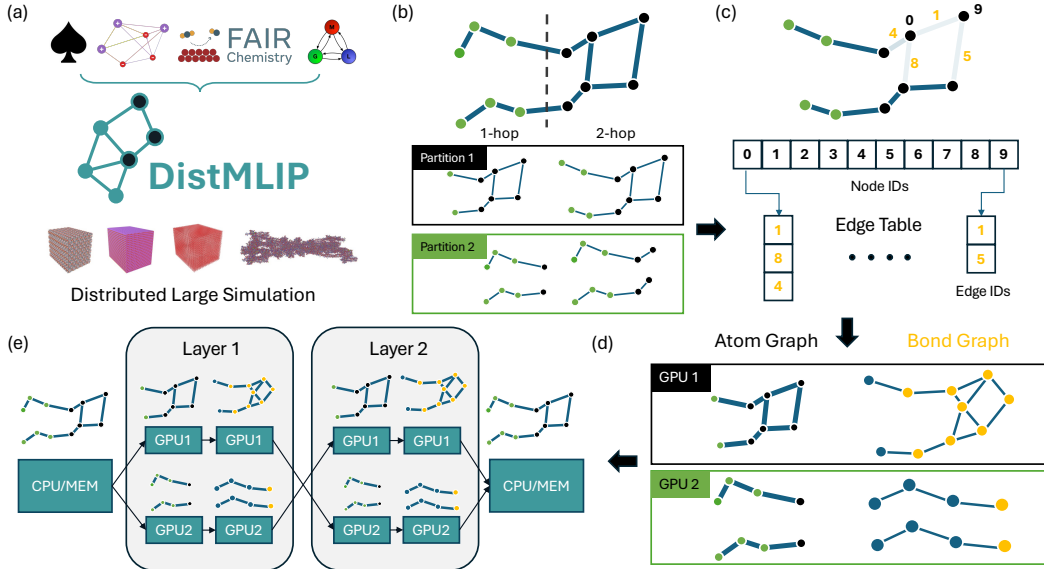 (a)
FAIR
Chemistry
M
G
L
DistMLIP
Distributed Large Simulation
(b)
1-hop
2-hop
Partition 1
Partition 2
(c)
0
1
9
4
8
5
0 1 2 3 4 5 6 7 8 9
Node IDs
Edge Table
1
8
4
1
5
Edge IDs
(d)
Atom Graph
Bond Graph
GPU 1
GPU 2
(e)
Layer 1
Layer 2
GPU1
GPU1
GPU1
GPU1
CPU/MEM
CPU/MEM
GPU2
GPU2
GPU2
GPU2